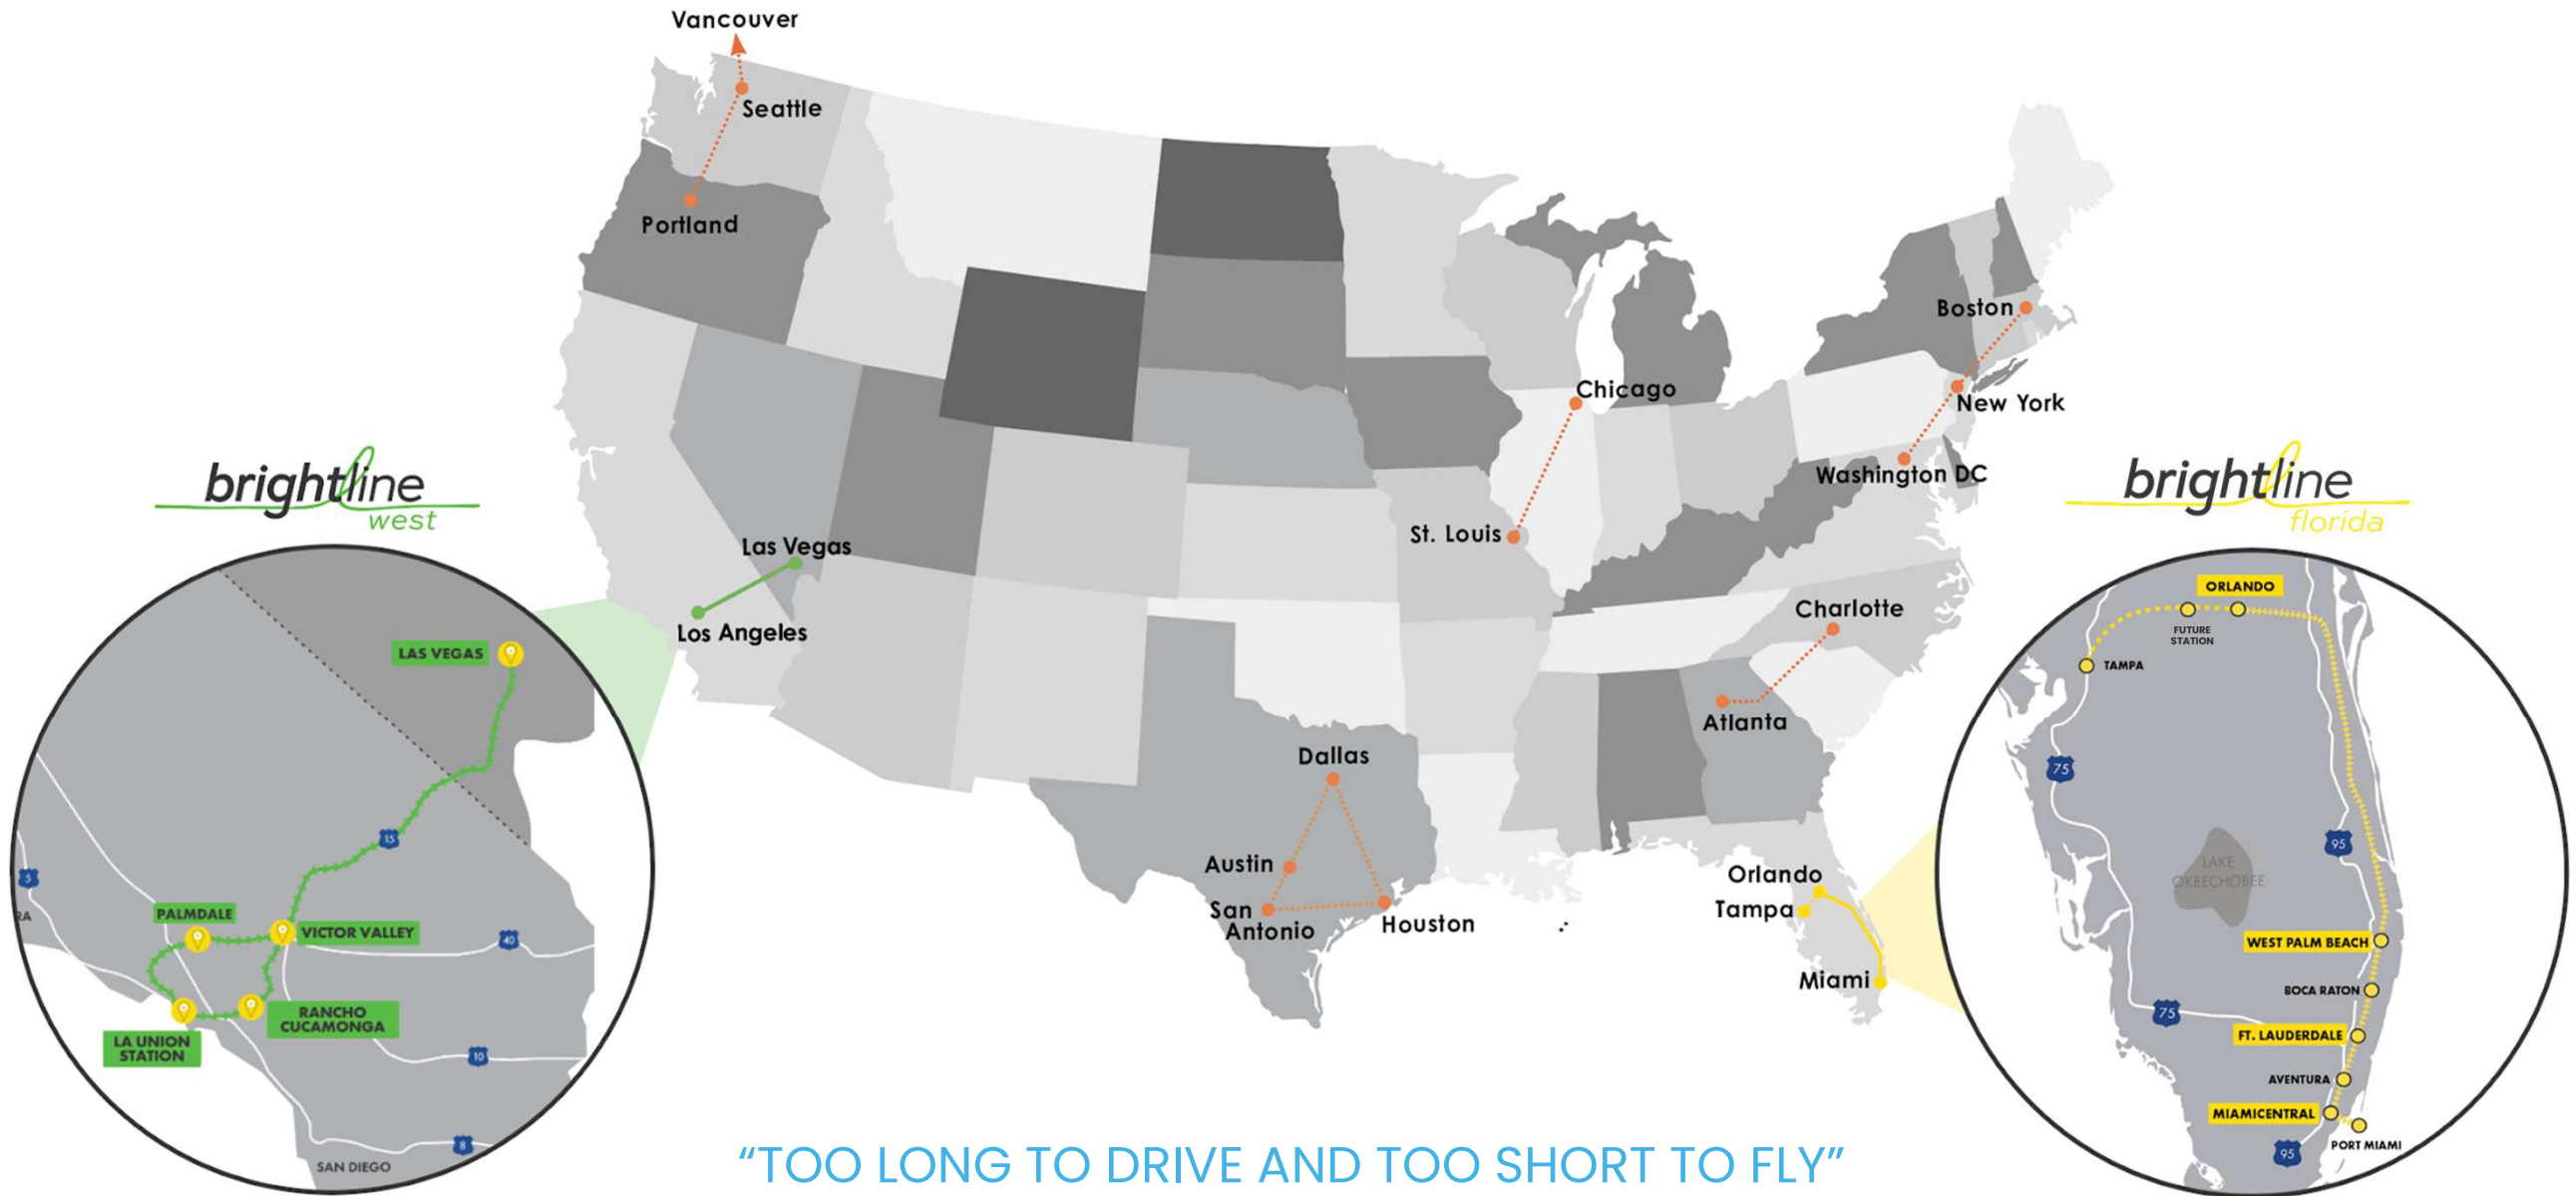 Vancouver
Seattle
Portland
Boston
Chicago
New York
Washington DC
St. Louis
Las Vegas
Los Angeles
Charlotte
Atlanta
Dallas
Austin
San
Antonio
Houston
Orlando
Tampa
Miami
brightline
west
LAS VEGAS
15
5
RA
PALMDALE
VICTOR VALLEY
40
RANCHO
CUCAMONGA
LA UNION
STATION
10
8
SAN DIEGO
brightline
florida
ORLANDO
FUTURE
STATION
TAMPA
75
95
LAKE
OKEECHOBEE
WEST PALM BEACH
BOCA RATON
75
FT. LAUDERDALE
AVENTURA
MIAMICENTRAL
PORT MIAMI
95
“TOO LONG TO DRIVE AND TOO SHORT TO FLY”